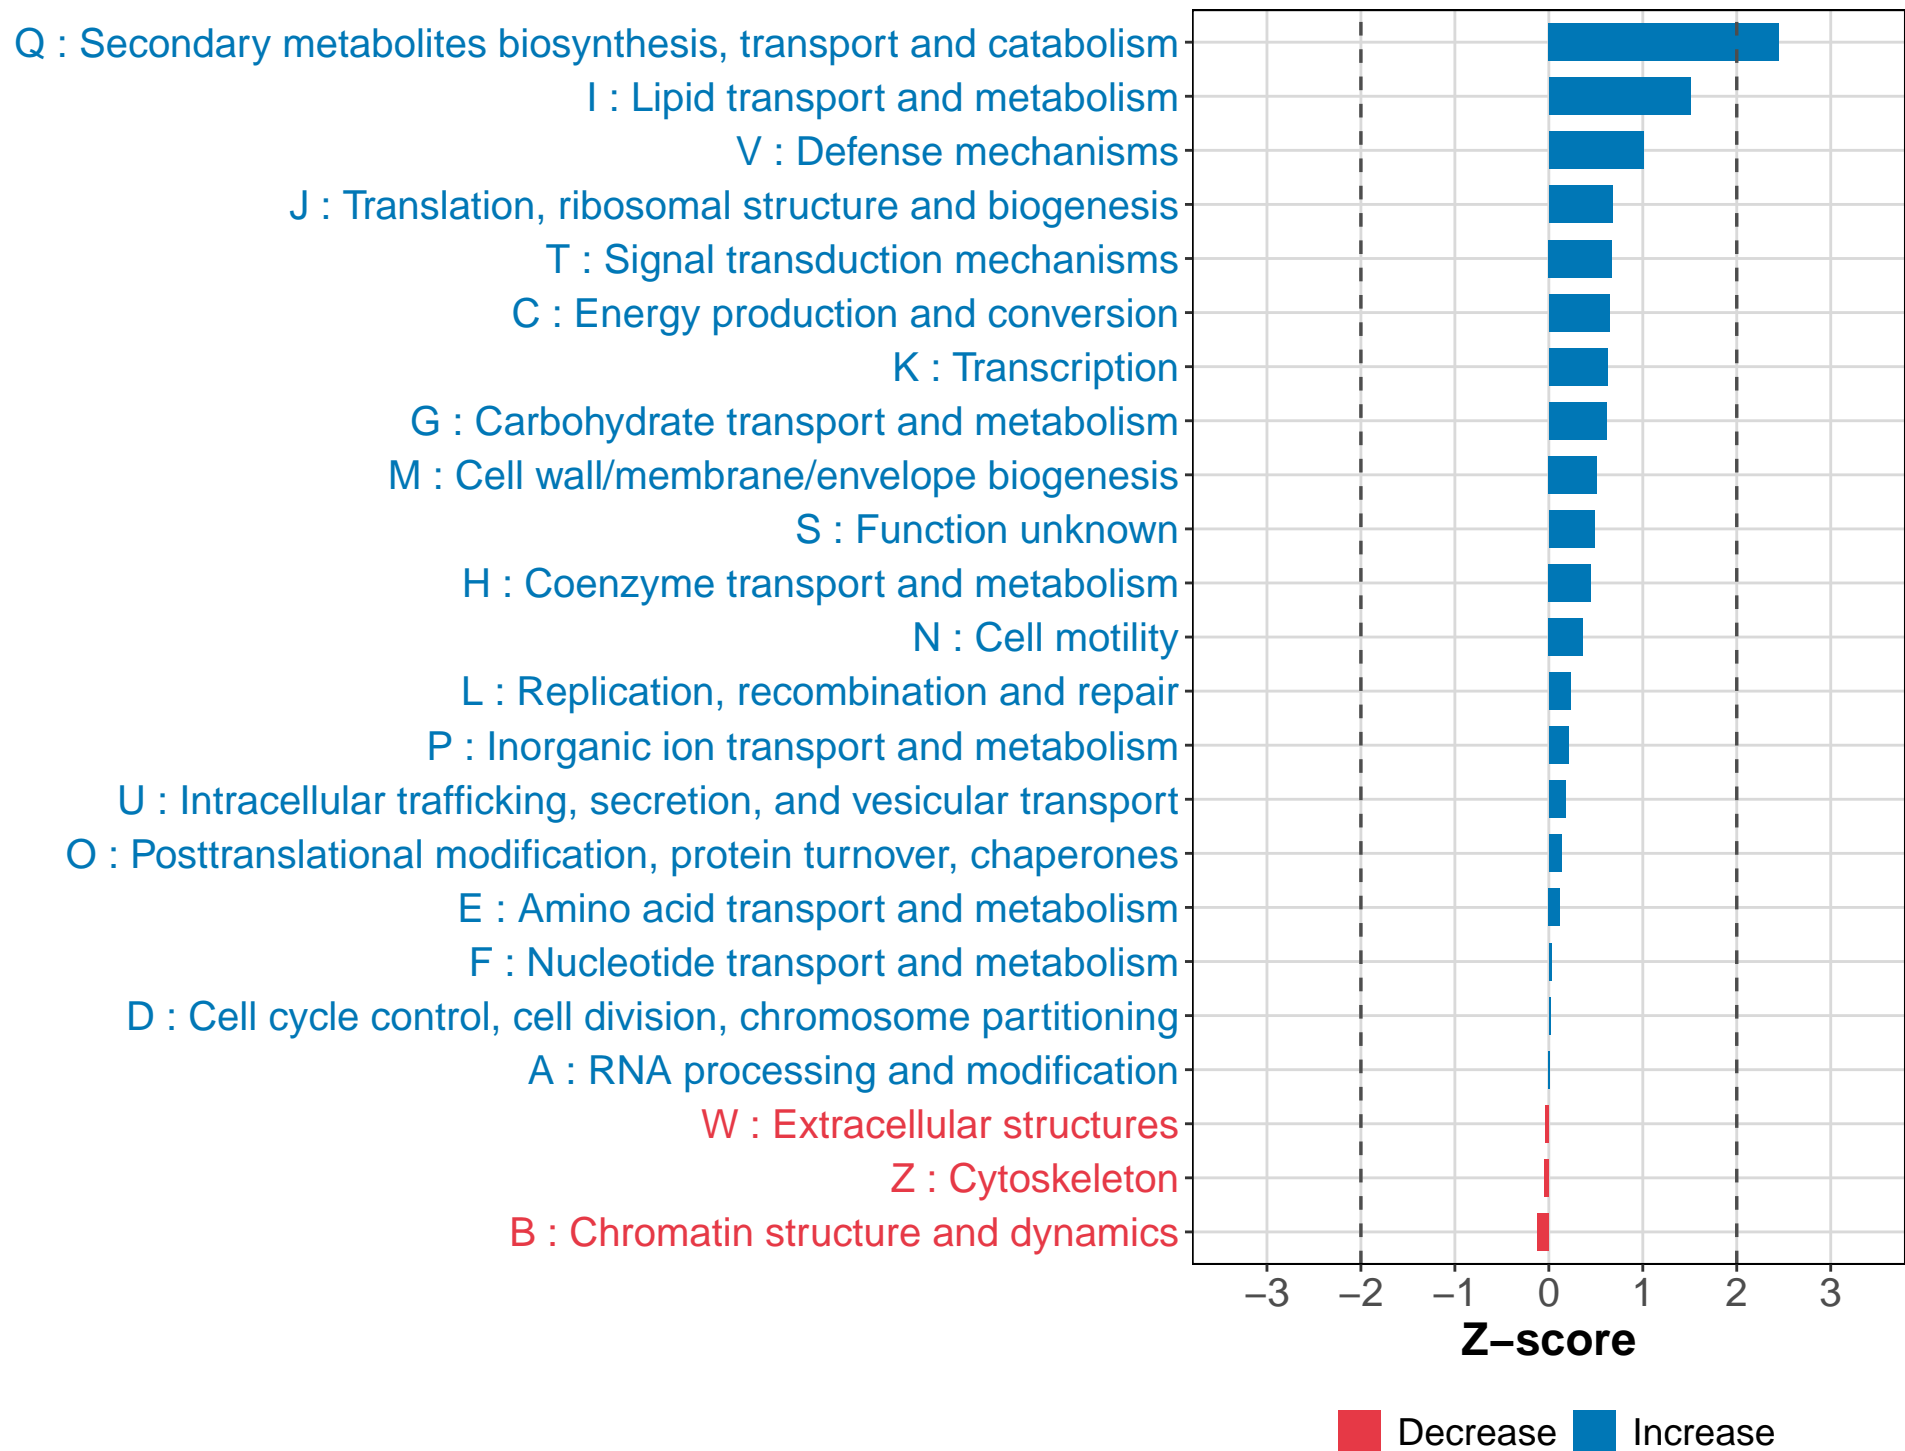 Q : Secondary metabolites biosynthesis, transport and catabolism
I : Lipid transport and metabolism
V : Defense mechanisms
J : Translation, ribosomal structure and biogenesis
T : Signal transduction mechanisms
C : Energy production and conversion
K : Transcription
G : Carbohydrate transport and metabolism
M : Cell wall/membrane/envelope biogenesis
S : Function unknown
H : Coenzyme transport and metabolism
N : Cell motility
L : Replication, recombination and repair
P : Inorganic ion transport and metabolism
U : Intracellular trafficking, secretion, and vesicular transport
O : Posttranslational modification, protein turnover, chaperones
E : Amino acid transport and metabolism
F : Nucleotide transport and metabolism
D : Cell cycle control, cell division, chromosome partitioning
A : RNA processing and modification
W : Extracellular structures
Z : Cytoskeleton
B : Chromatin structure and dynamics
−3 −2 −1 0 1 2 3
Z−score
Decrease Increase